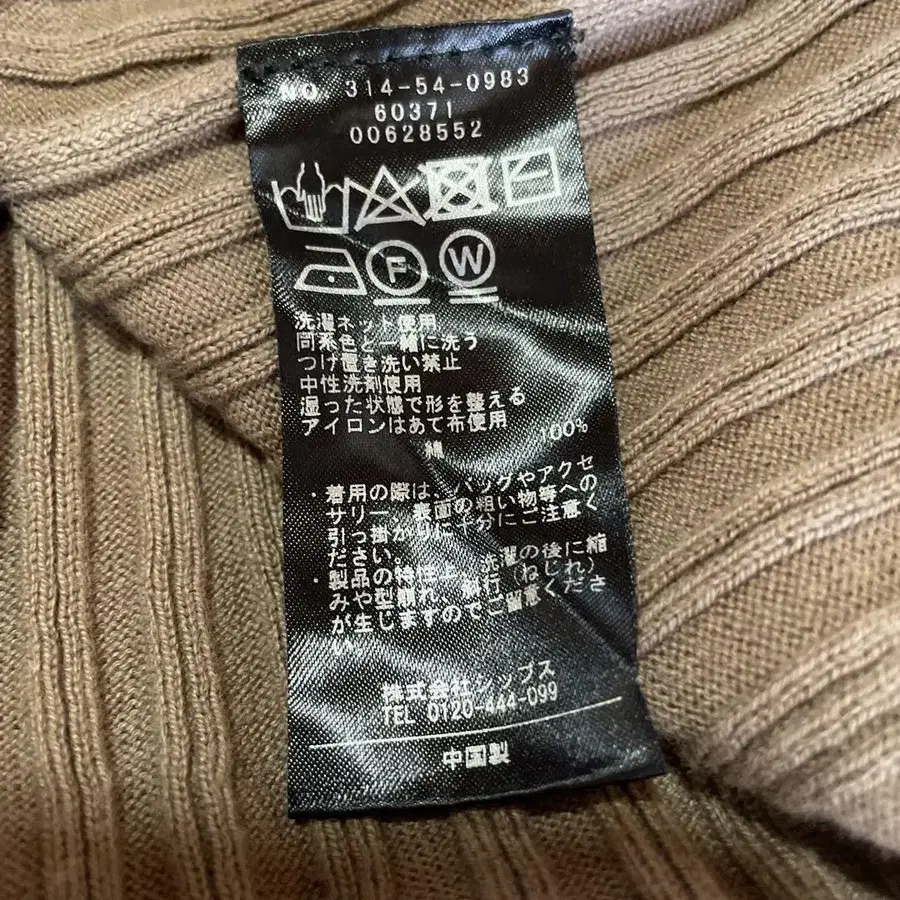 NO. 314-54-0983
60371
00628552
F W
洗濯ネット使用
同系色と一緒に洗う
つけ置き洗い禁止
中性洗剤使用
湿った状態で形を整える
アイロンはあて布使用
綿 100%
・着用の際は、バッグやアクセ
サリー、表面の粗い物等への
引っ掛かりに十分にご注意く
ださい。
・製品の特性上、洗濯の後に縮
みや型崩れ、斜行(ねじれ)
が生じますのでご留意くださ
い。
株式会社シップス
TEL 0120-444-099
中国製